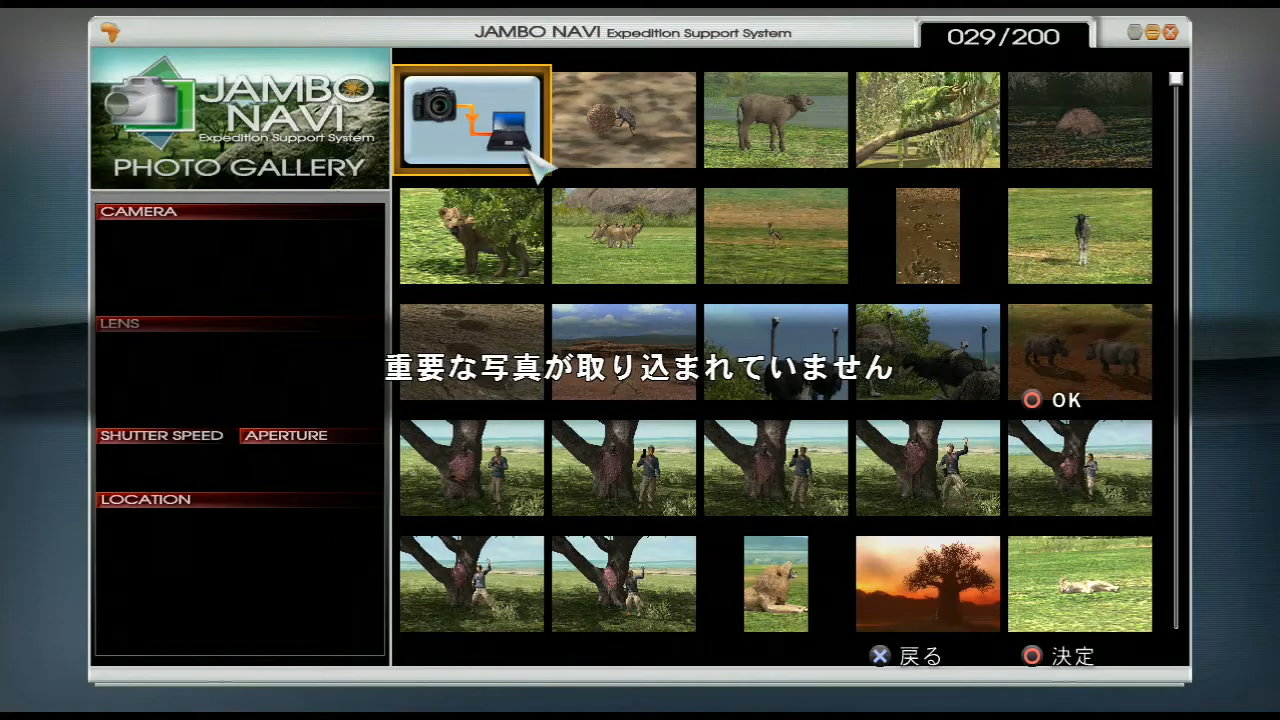 JAMBO NAVI Expedition Support System
029/200
JAMBO
NAVI
Expedition Support System
PHOTO GALLERY
CAMERA
LENS
SHUTTER SPEED
APERTURE
LOCATION
重要な写真が取り込まれていません
OK
戻る
決定